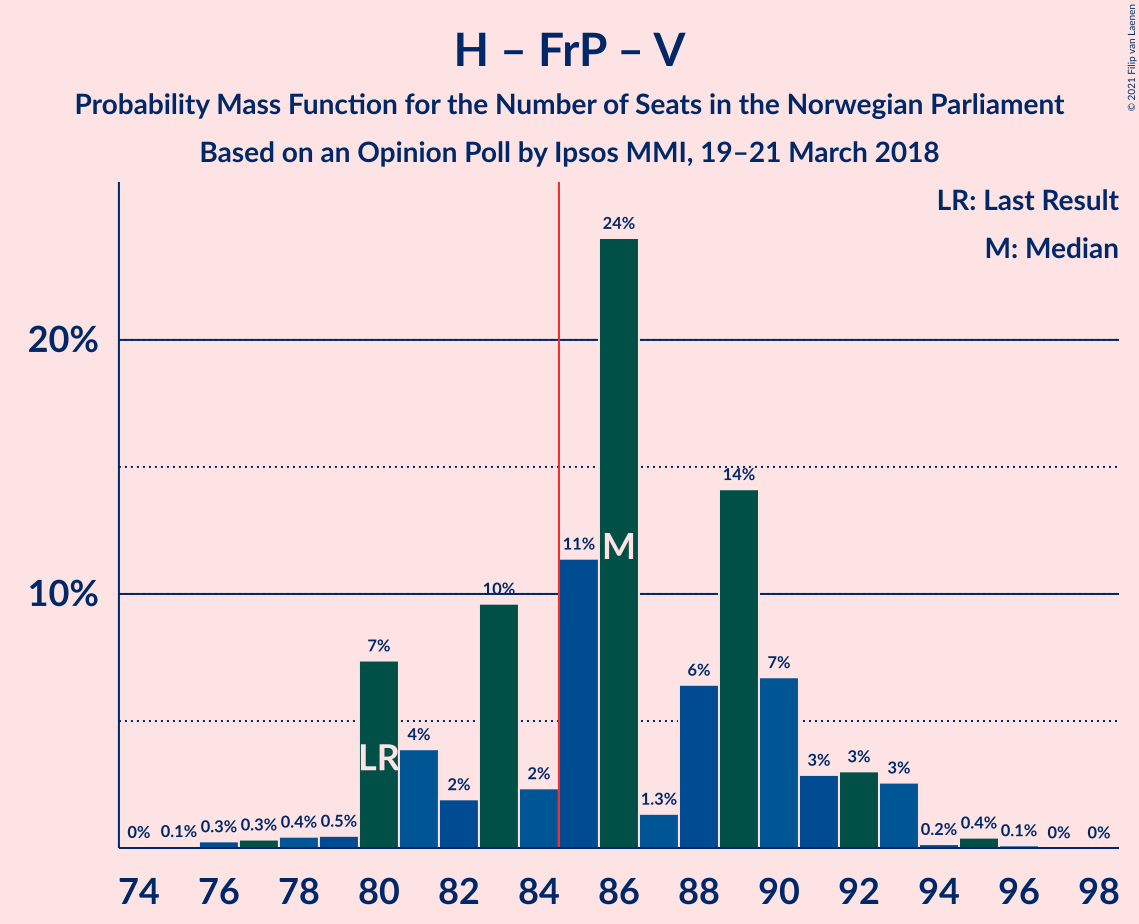 H – FrP – V
Probability Mass Function for the Number of Seats in the Norwegian Parliament
Based on an Opinion Poll by Ipsos MMI, 19–21 March 2018
© 2021 Filip van Laenen
LR: Last Result
M: Median
20%
10%
0% 0.1% 0.3% 0.3% 0.4% 0.5% 7% 4% 2% 10% 2% 11% 24% 1.3% 6% 14% 7% 3% 3% 3% 0.2% 0.4% 0.1% 0% 0%
LR
M
74 76 78 80 82 84 86 88 90 92 94 96 98